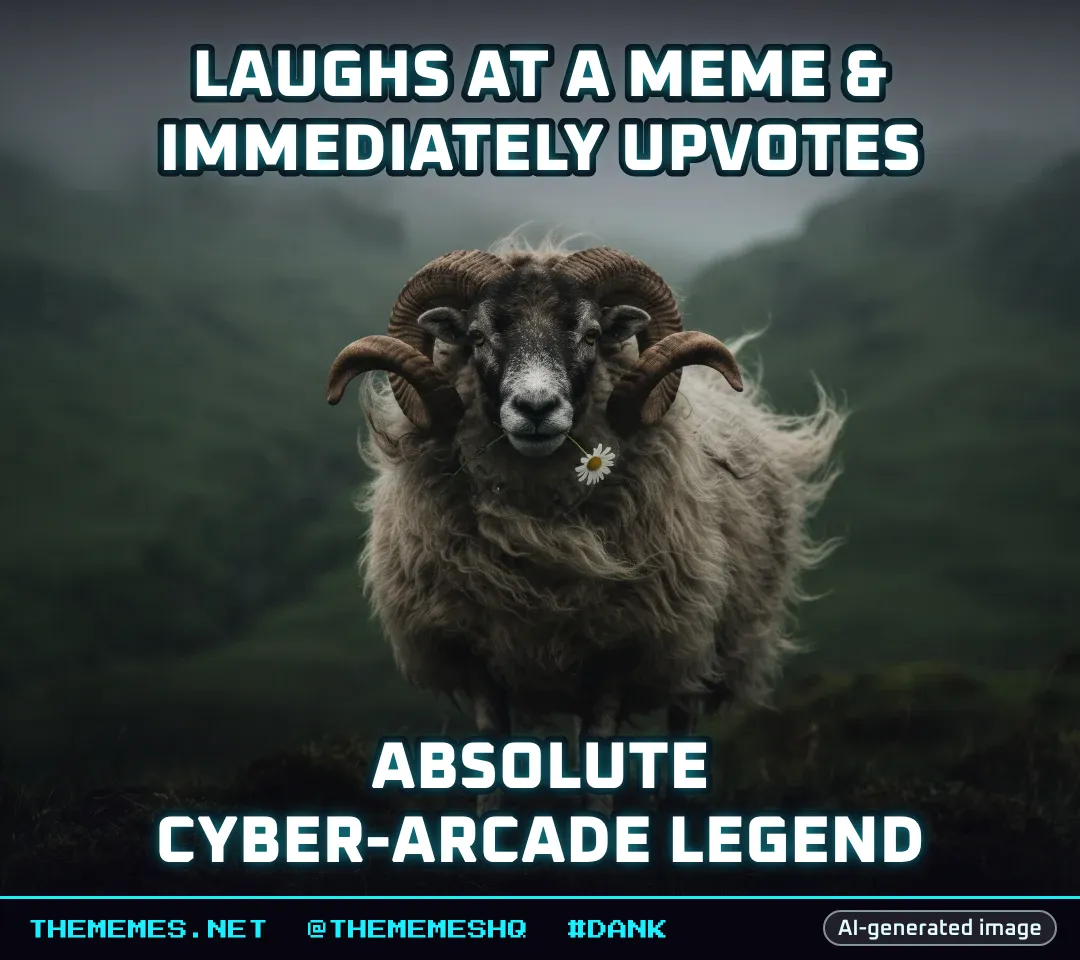 LAUGHS AT A MEME &
IMMEDIATELY UPVOTES
ABSOLUTE
CYBER-ARCADE LEGEND
THEMEMES.NET @THEMEMESHQ #DANK AI-generated image